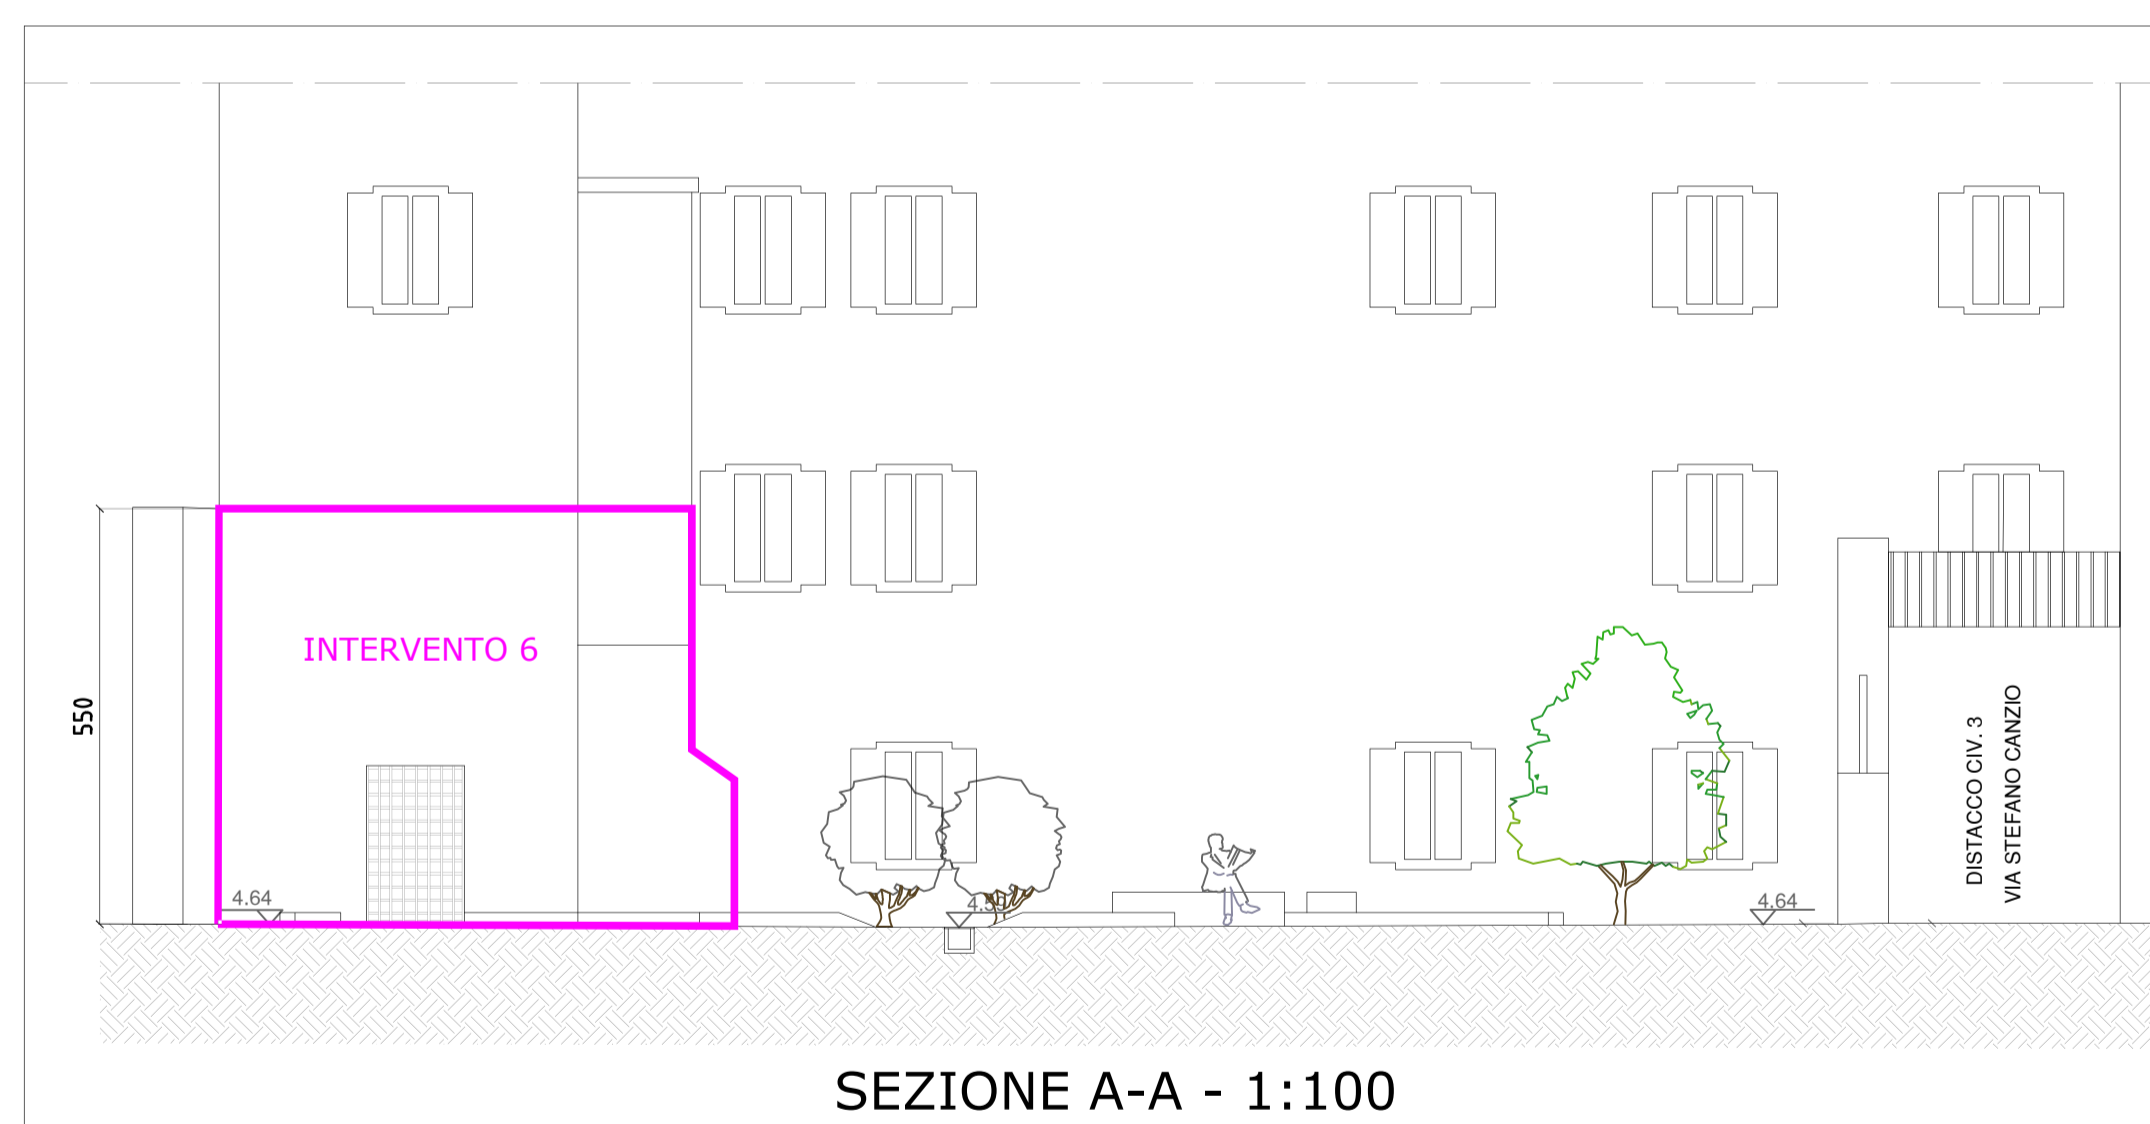 INTERVENTO 6
550
4.64
4.64
DISTACCO CIV. 3
VIA STEFANO CANZIO
SEZIONE A-A - 1:100